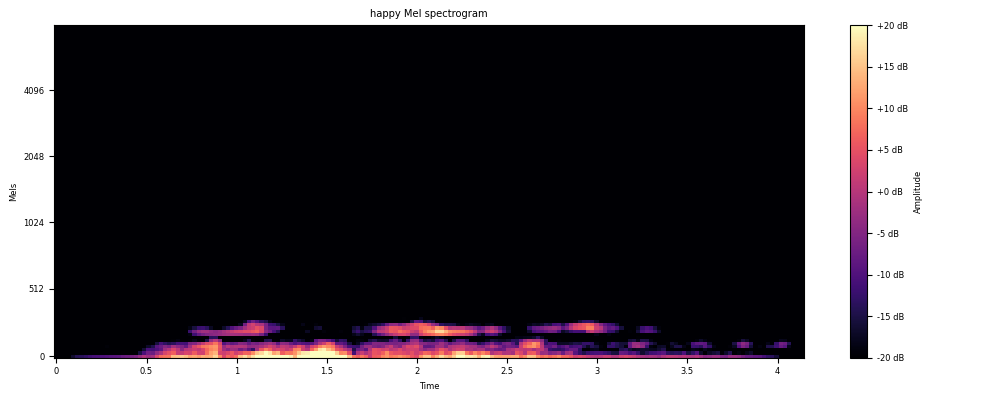 happy Mel spectrogram
Mels
4096
2048
1024
512
0
0
0.5
1
1.5
2
2.5
3
3.5
4
Time
+20 dB
+15 dB
+10 dB
+5 dB
+0 dB
-5 dB
-10 dB
-15 dB
-20 dB
Amplitude